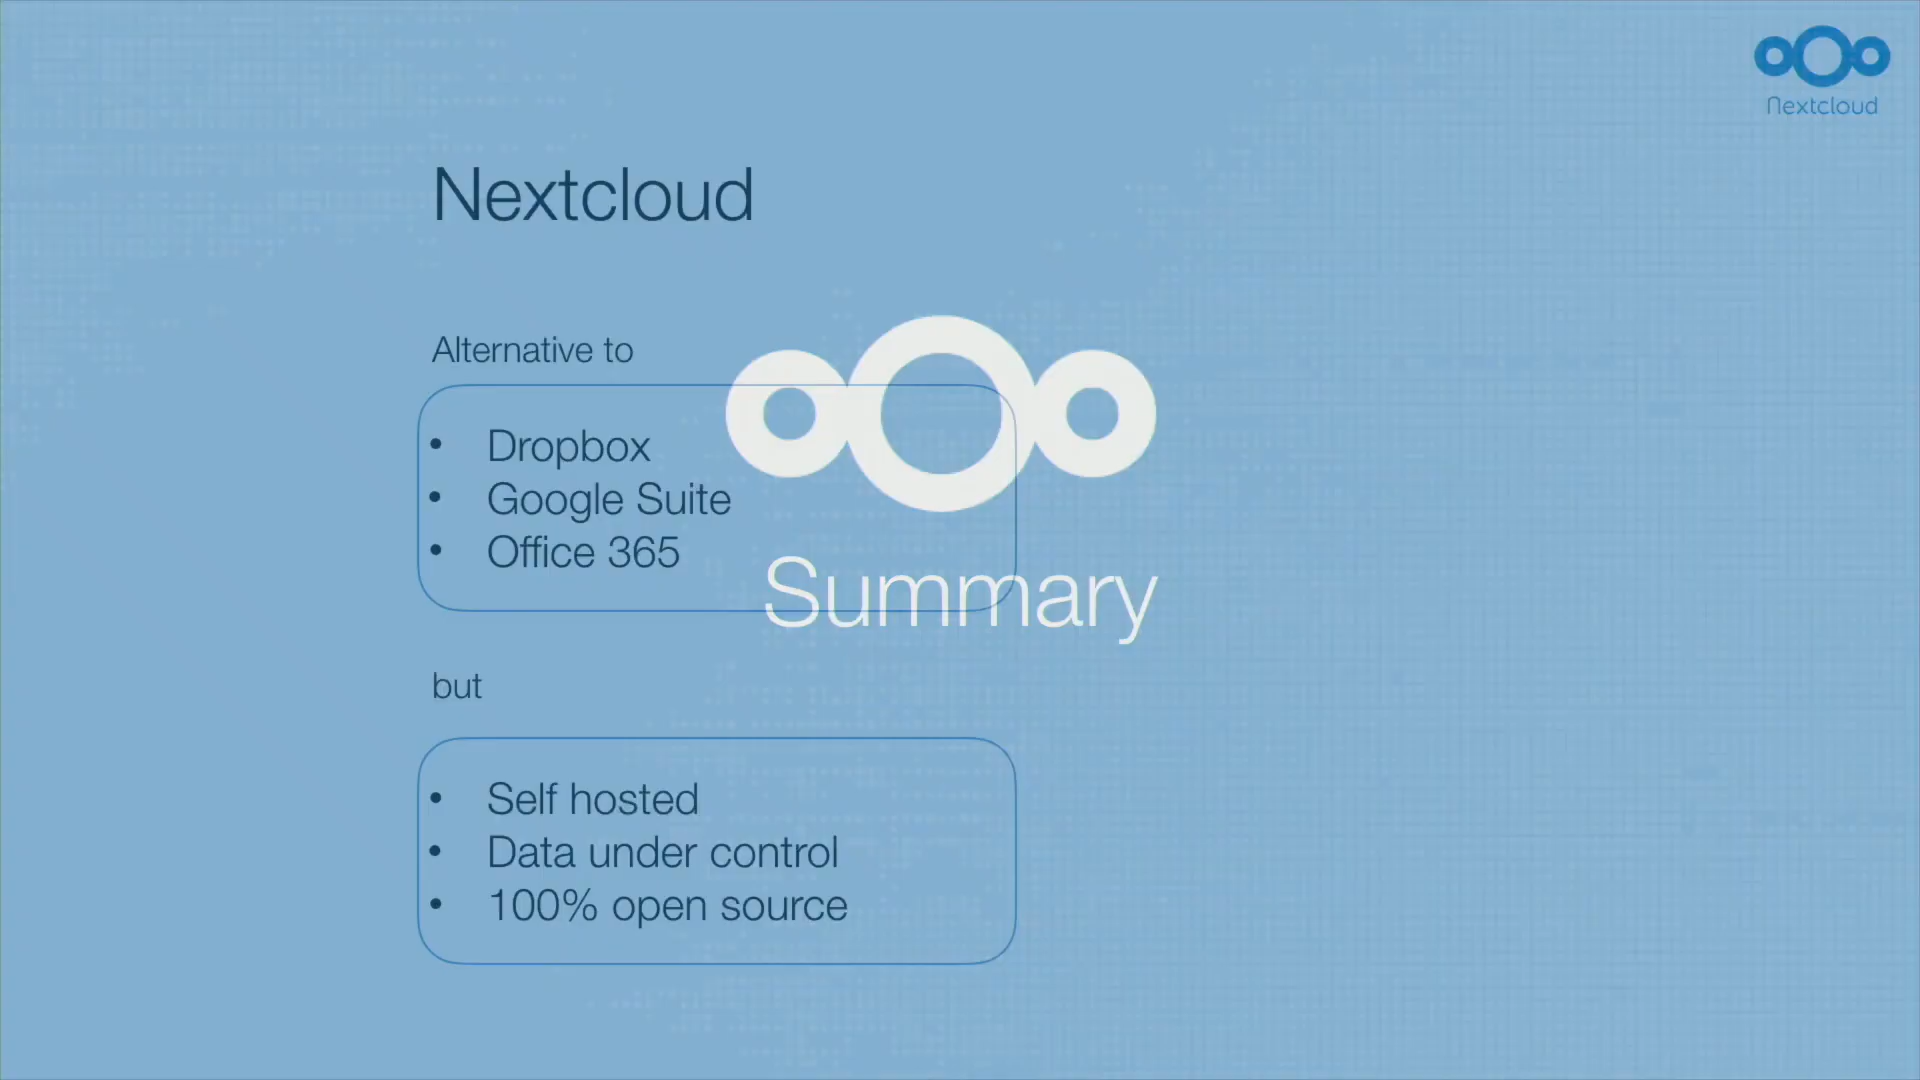 Nextcloud
Nextcloud
Alternative to
• Dropbox
• Google Suite
• Office 365
Summary
but
• Self hosted
• Data under control
• 100% open source